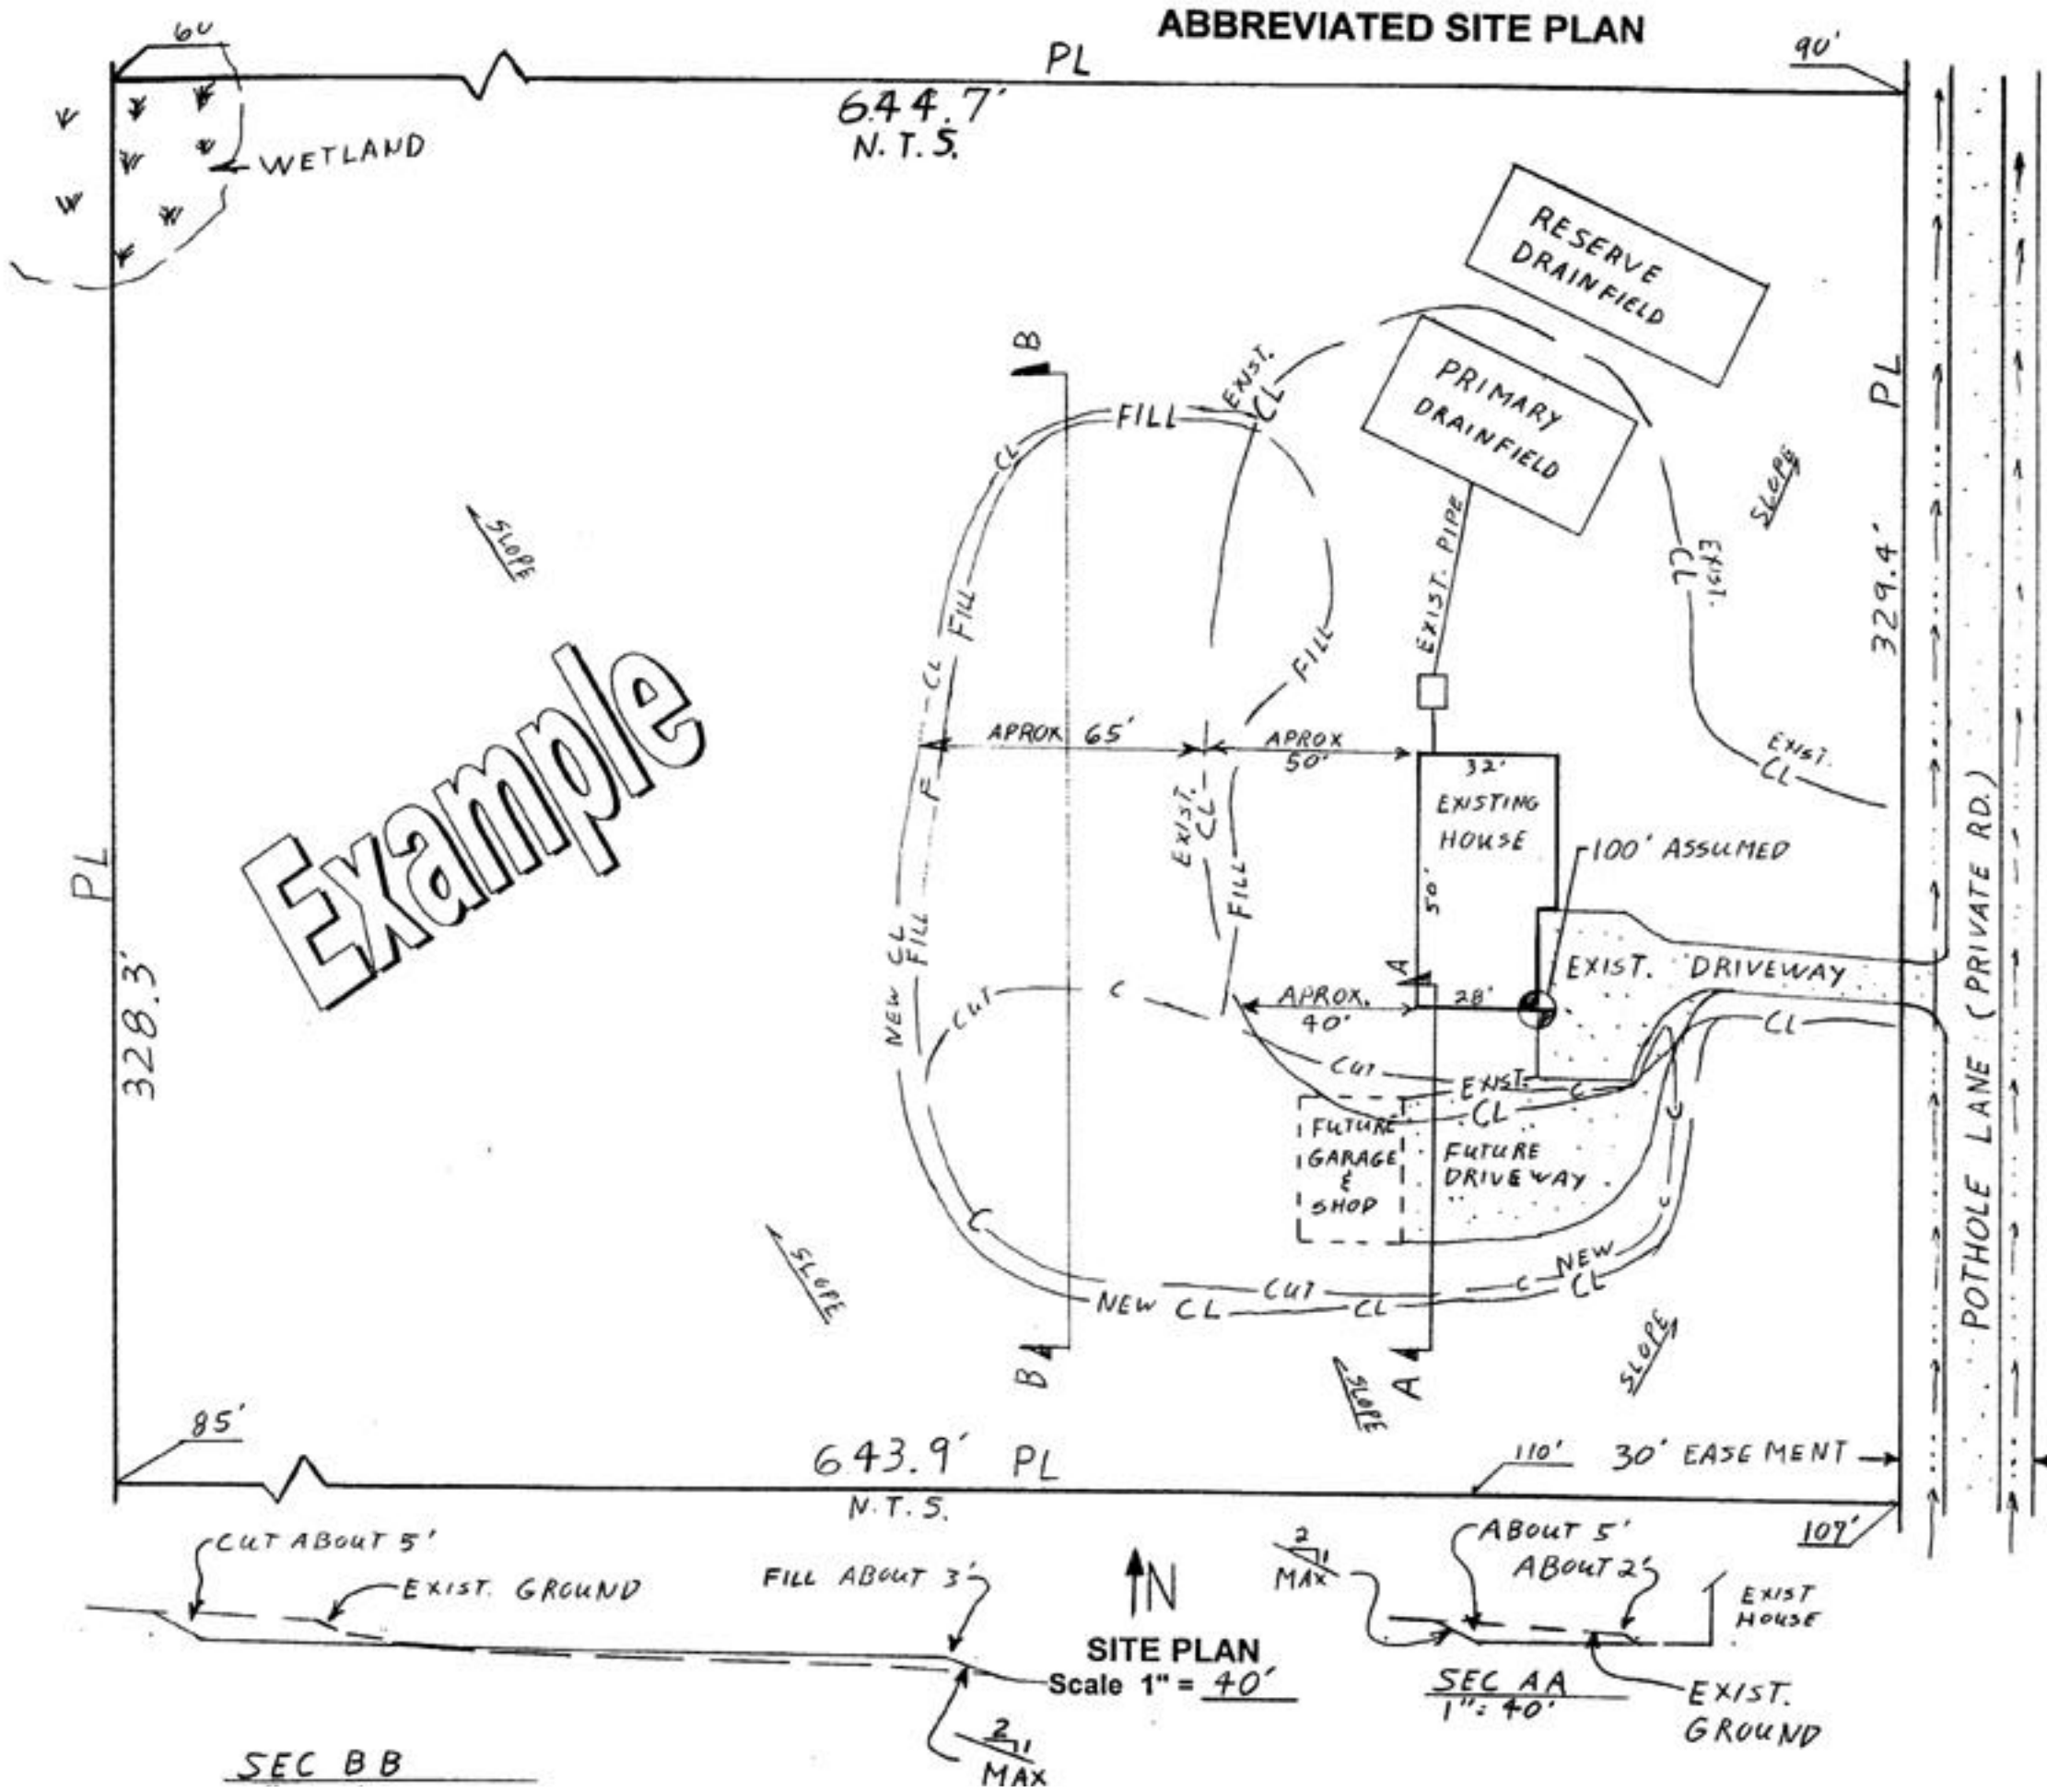 ABBREVIATED SITE PLAN
60
PL
90'
644.7'
N.T.S.
WETLAND
RESERVE
DRAINFIELD
B
EXIST.
CL
PRIMARY
DRAINFIELD
PL
FILL
CL
SLOPE
SLOPE
EXIST. PIPE
EXIST.
CL
329.4'
FILL
FILL
CL
Example
APROX 65'
APROX
50'
32'
EXIST.
CL
F
EXISTING
HOUSE
EXIST.
CL
100' ASSUMED
PL
50'
FILL
328.3'
NEW CL
FILL
A
EXIST. DRIVEWAY
CUT
C
APROX.
40'
28'
CL
POTHOLE LANE (PRIVATE RD.)
CUT
EXIST.
CL
C
C
FUTURE
GARAGE
&
SHOP
FUTURE
DRIVEWAY
C
C
NEW
CL
C
CUT
NEW CL
CL
SLOPE
B
A
SLOPE
SLOPE
85'
643.9' PL
N.T.S.
110'
30' EASEMENT
107'
CUT ABOUT 5'
EXIST. GROUND
FILL ABOUT 3'
N
SITE PLAN
Scale 1" = 40'
2
1
MAX
2
1
MAX
ABOUT 5'
ABOUT 2'
EXIST
HOUSE
SEC AA
1" = 40'
EXIST.
GROUND
SEC BB